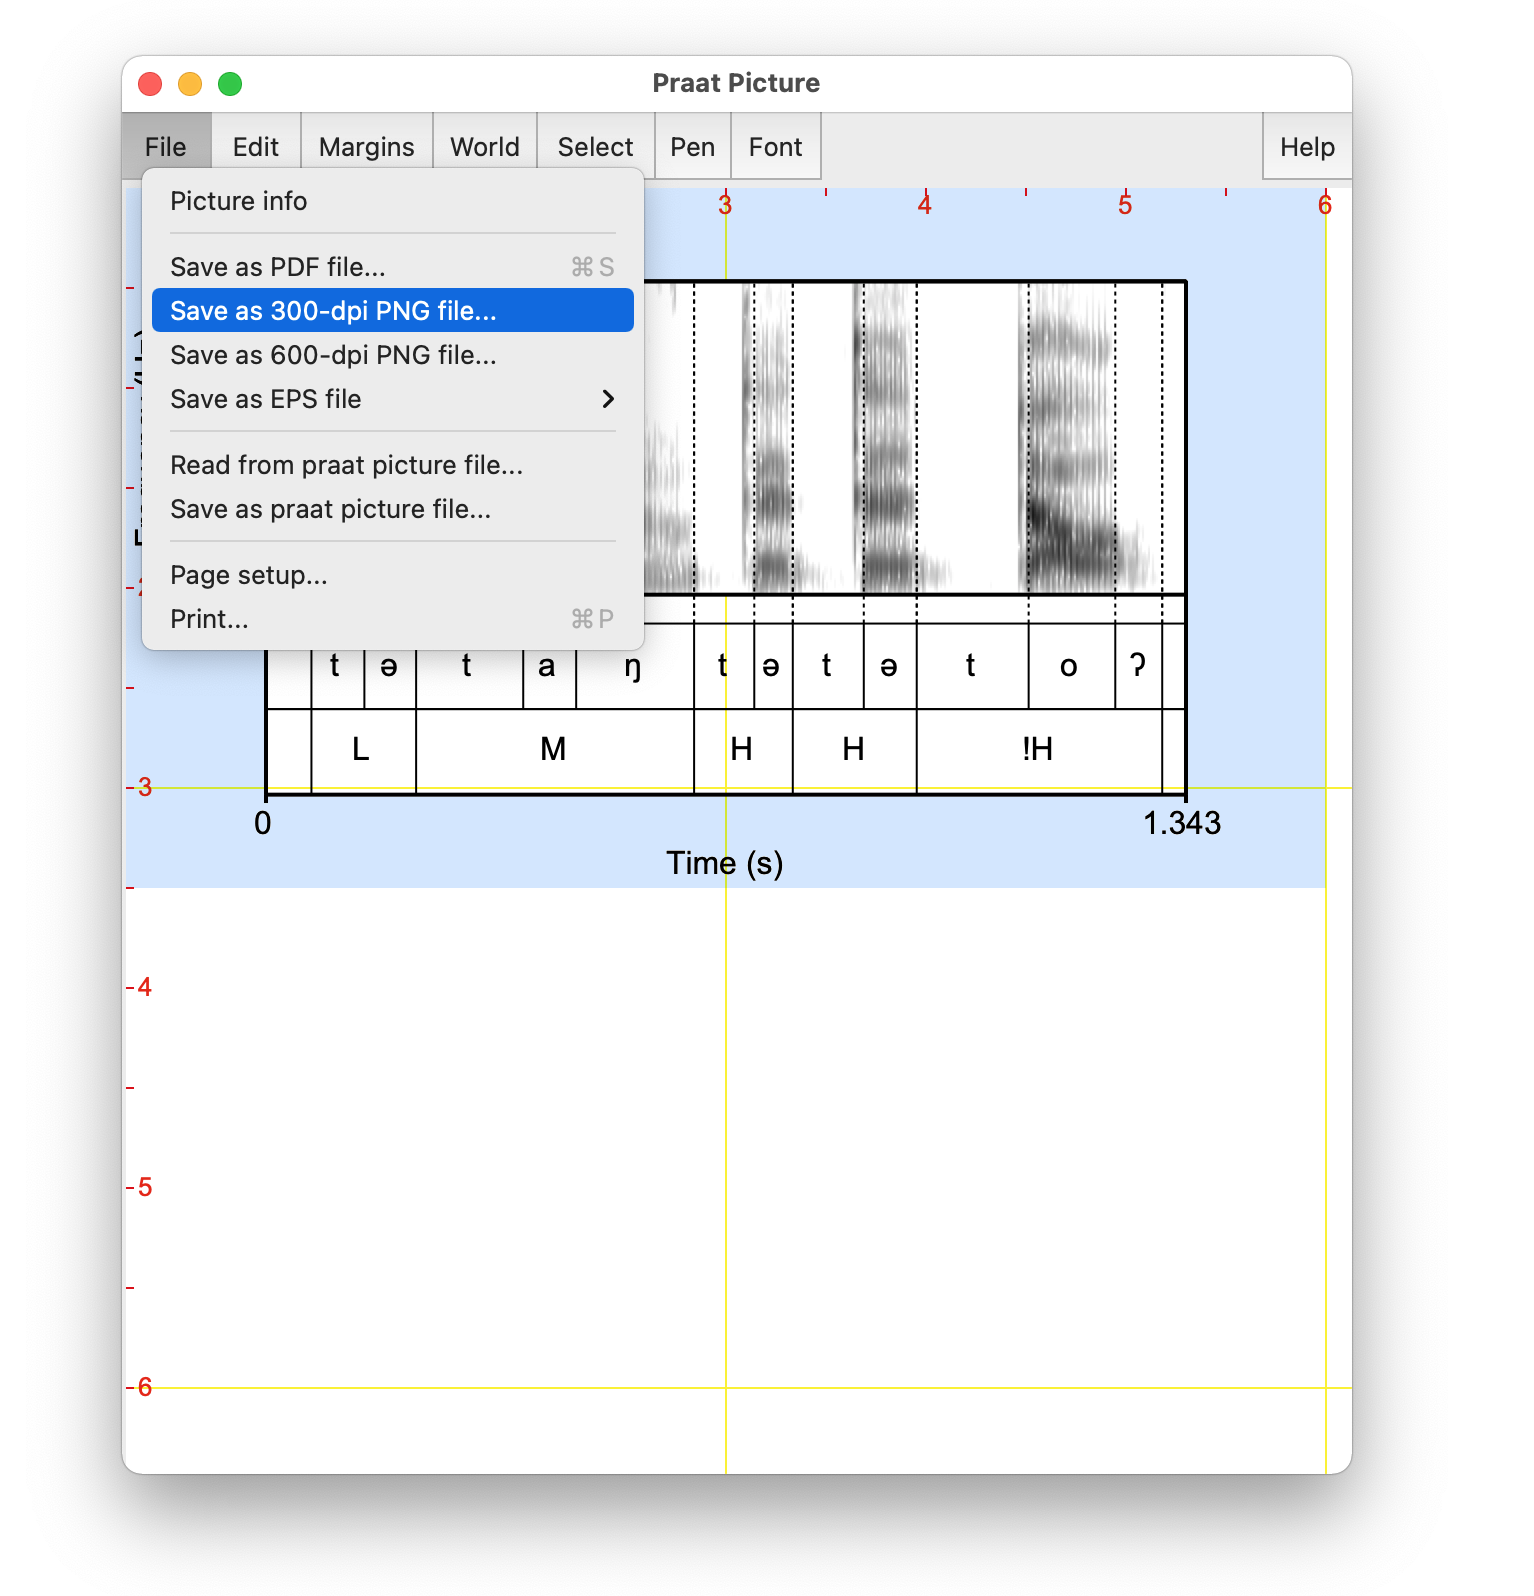 Praat Picture
File Edit Margins World Select Pen Font Help
Picture info
Save as PDF file... ⌘S
Save as 300-dpi PNG file...
Save as 600-dpi PNG file...
Save as EPS file
Read from praat picture file...
Save as praat picture file...
Page setup...
Print... ⌘P
3 4 5 6
t ə t a ŋ t ə t ə t o ʔ
L M H H !H
3
0 1.343
Time (s)
4
5
6